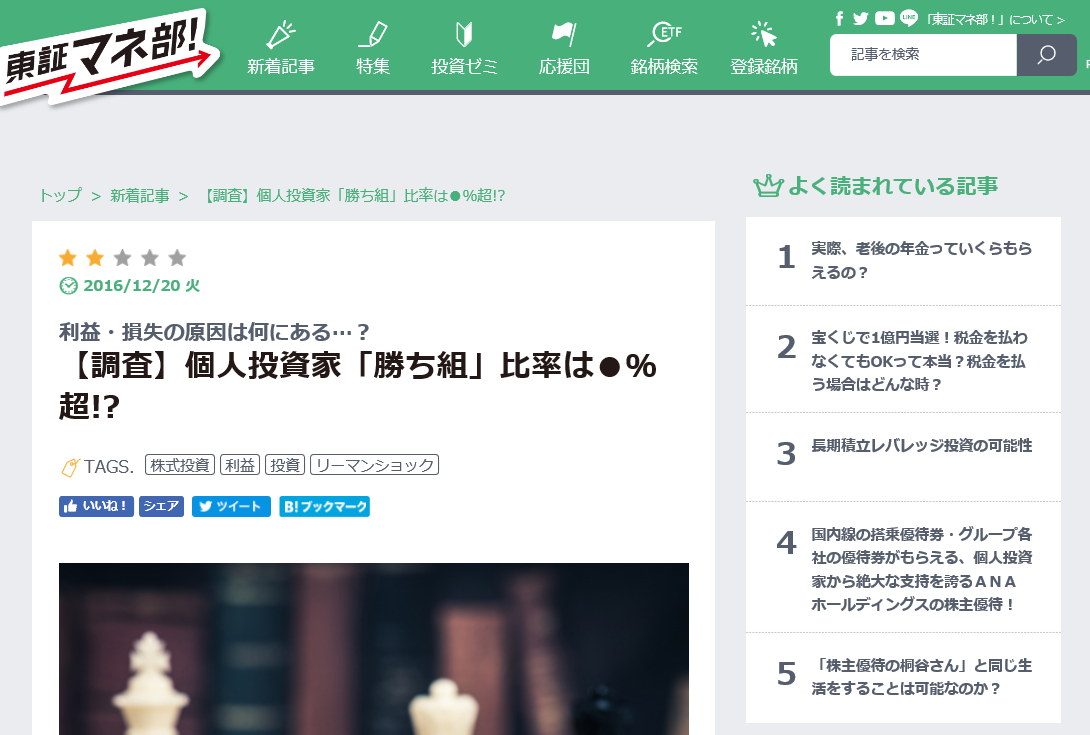 東証マネ部!
新着記事
特集
投資ゼミ
応援団
ETF
銘柄検索
登録銘柄
LINE
「東証マネ部！」について >
記事を検索
トップ > 新着記事 > 【調査】個人投資家「勝ち組」比率は●%超!?
2016/12/20 火
利益・損失の原因は何にある…？
【調査】個人投資家「勝ち組」比率は●%
超!?
TAGS. 株式投資 利益 投資 リーマンショック
いいね！ シェア ツイート B!ブックマーク
よく読まれている記事
1 実際、老後の年金っていくらもら
えるの？
2 宝くじで1億円当選！税金を払わ
なくてもOKって本当？税金を払
う場合はどんな時？
3 長期積立レバレッジ投資の可能性
4 国内線の搭乗優待券・グループ各
社の優待券がもらえる、個人投資
家から絶大な支持を誇るＡＮＡ
ホールディングスの株主優待！
5 「株主優待の桐谷さん」と同じ生
活をすることは可能なのか？